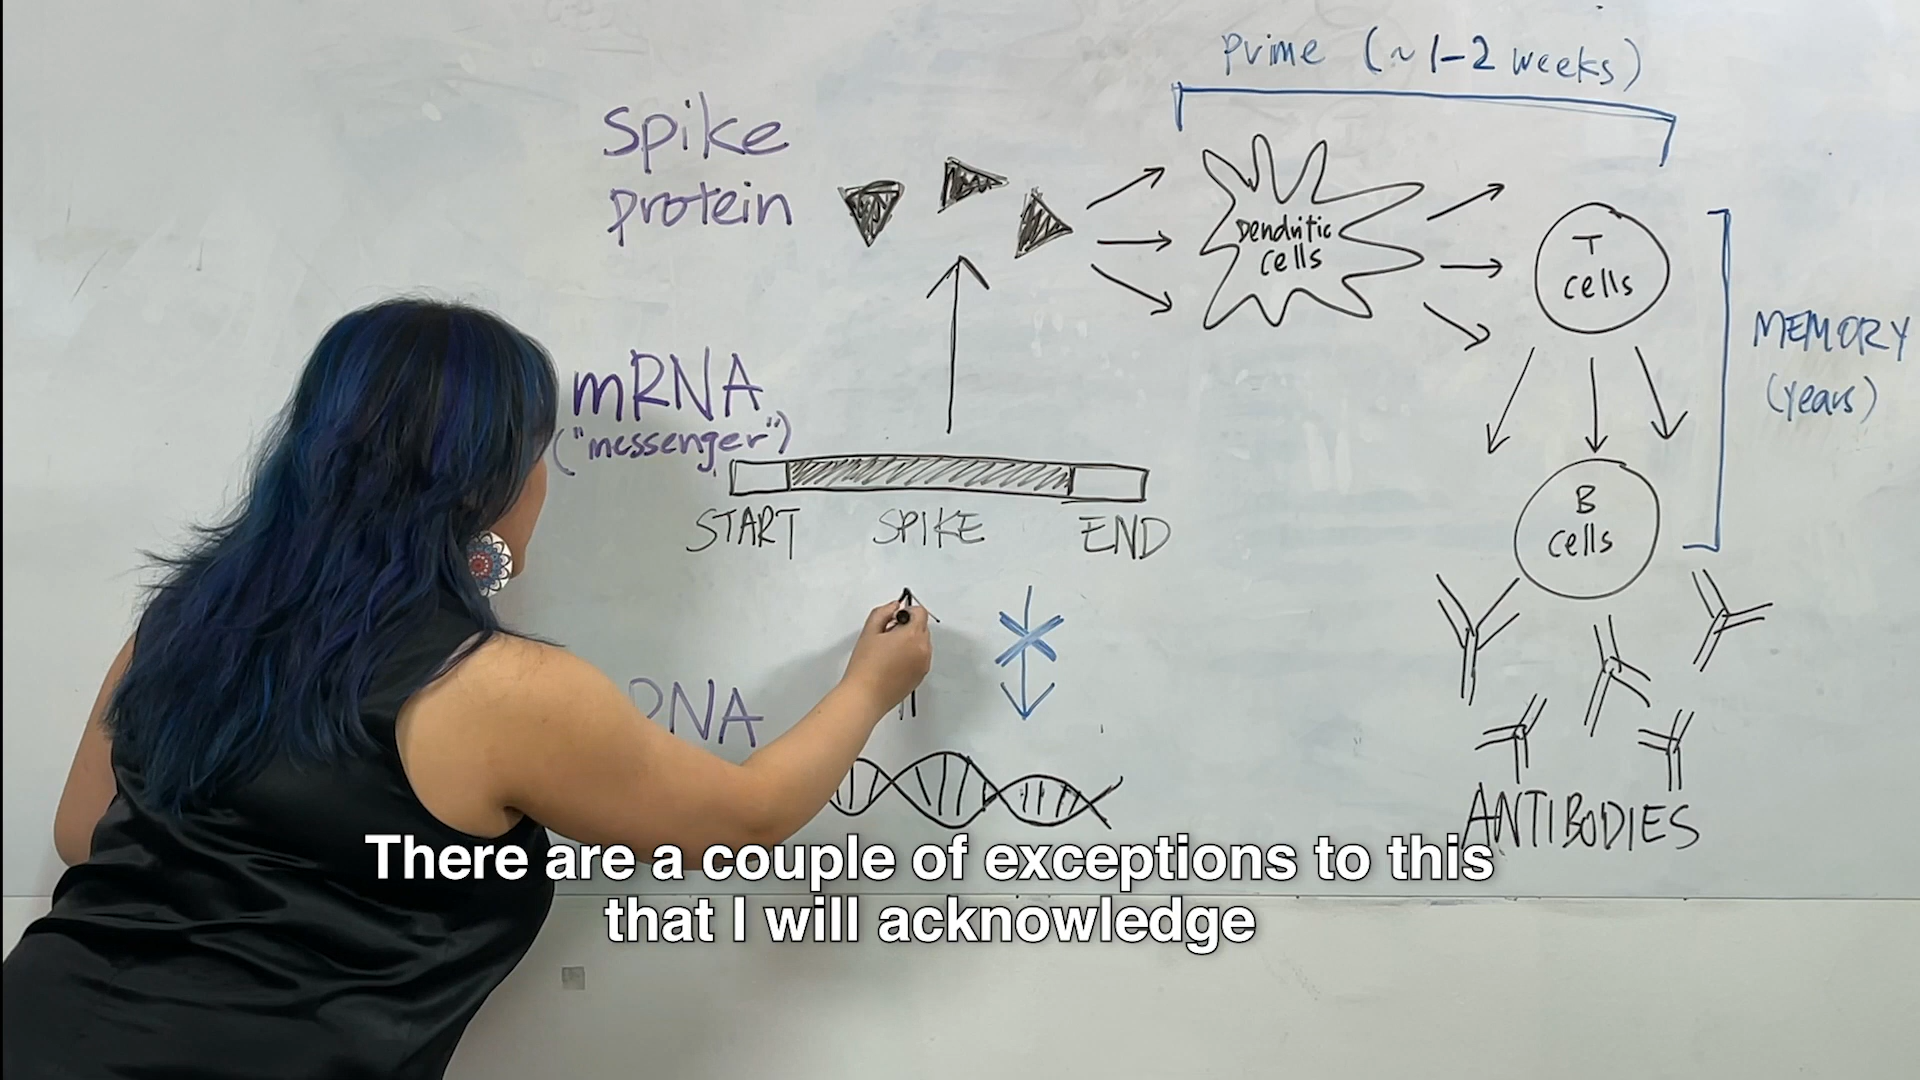 Prime (~1-2 weeks)
Spike
protein
Dendritic
cells
T
cells
MEMORY
(years)
mRNA
("messenger")
START SPIKE END
B
cells
DNA
ANTIBODIES
There are a couple of exceptions to this
that I will acknowledge